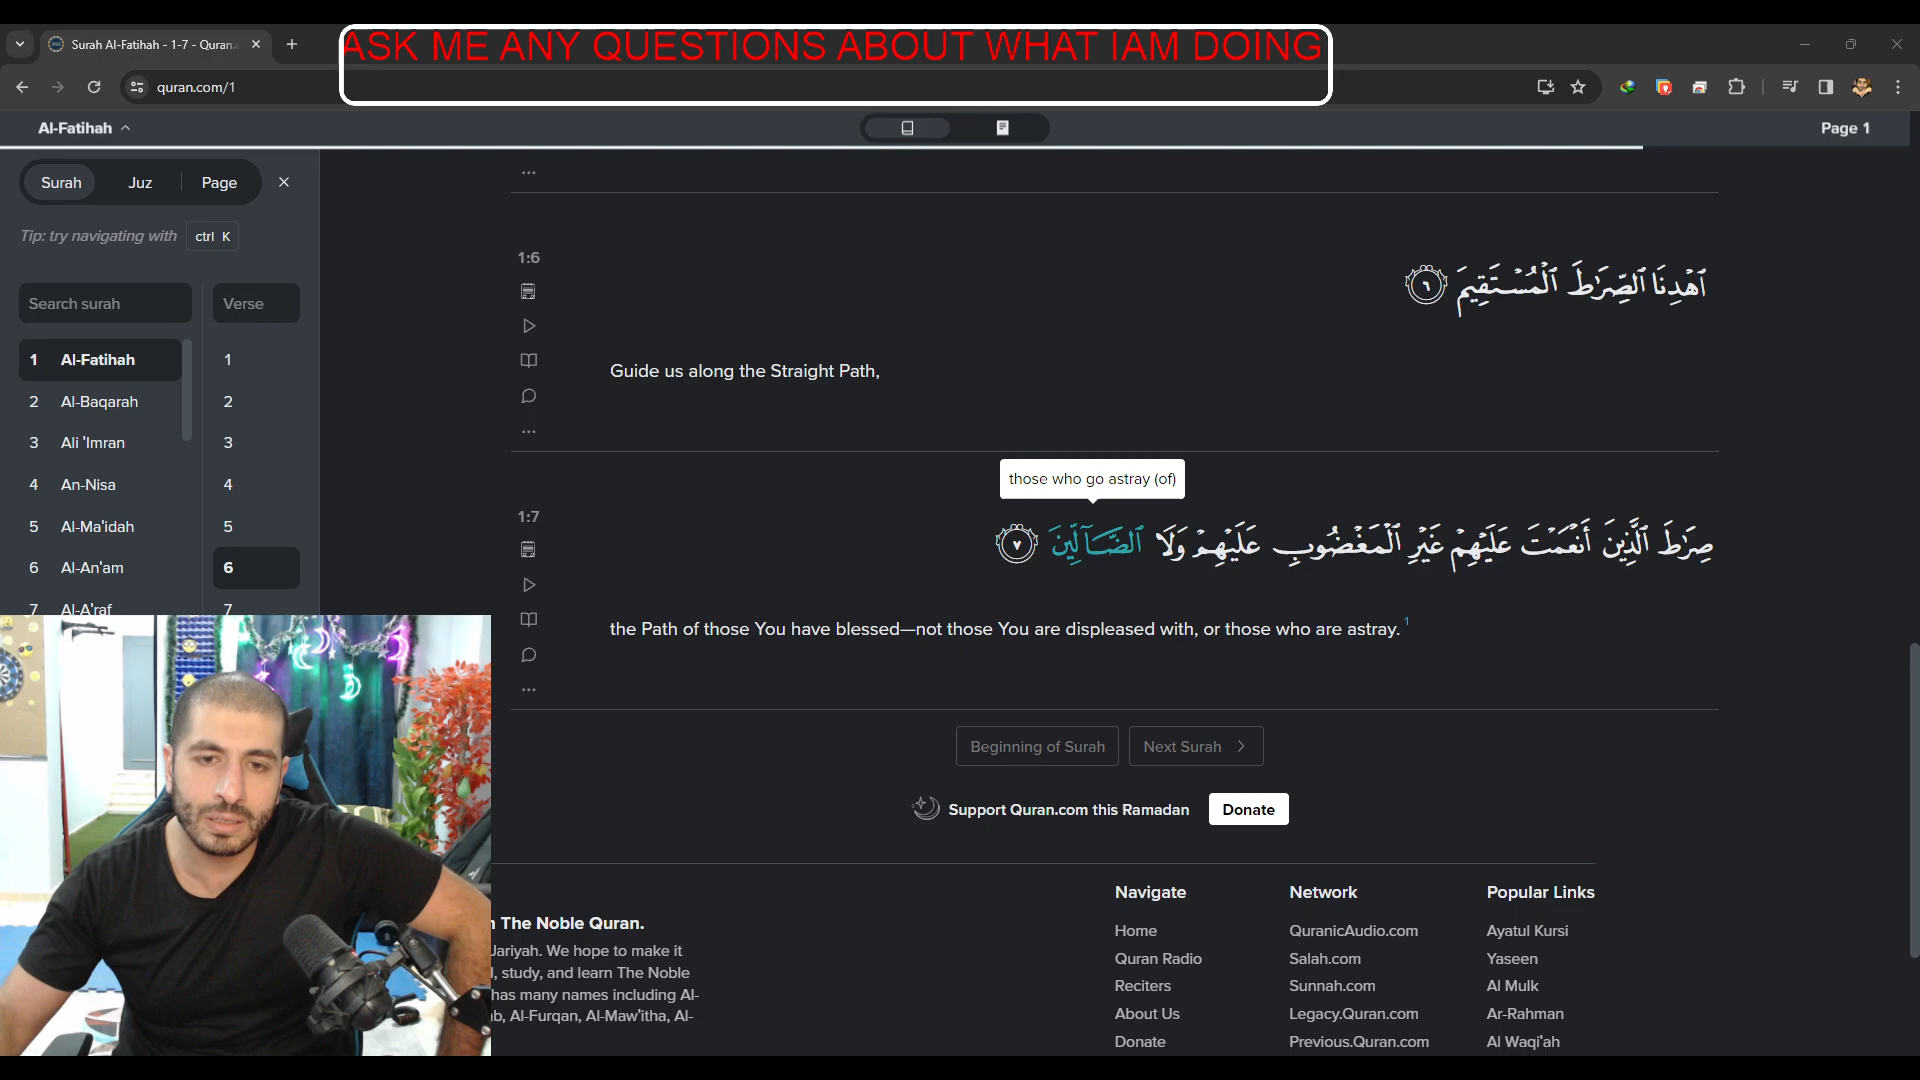 Surah Al-Fatihah - 1-7 - Quran.
ASK ME ANY QUESTIONS ABOUT WHAT IAM DOING
quran.com/1
Al-Fatihah
Page 1
Surah
Juz
Page
Tip: try navigating with ctrl K
Search surah
Verse
1 Al-Fatihah
2 Al-Baqarah
3 Ali 'Imran
4 An-Nisa
5 Al-Ma'idah
6 Al-An'am
7 Al-A'raf
1
2
3
4
5
6
7
1:6
ٱهْدِنَا ٱلصِّرَٰطَ ٱلْمُسْتَقِيمَ ٦
Guide us along the Straight Path,
those who go astray (of)
1:7
صِرَٰطَ ٱلَّذِينَ أَنْعَمْتَ عَلَيْهِمْ غَيْرِ ٱلْمَغْضُوبِ عَلَيْهِمْ وَلَا ٱلضَّآلِّينَ ٧
the Path of those You have blessed—not those You are displeased with, or those who are astray. 1
Beginning of Surah
Next Surah
Support Quran.com this Ramadan
Donate
The Noble Quran.
Jariyah. We hope to make it
, study, and learn The Noble
has many names including Al-
Al-Furqan, Al-Maw'itha, Al-
Navigate
Home
Quran Radio
Reciters
About Us
Donate
Network
QuranicAudio.com
Salah.com
Sunnah.com
Legacy.Quran.com
Previous.Quran.com
Popular Links
Ayatul Kursi
Yaseen
Al Mulk
Ar-Rahman
Al Waqi'ah